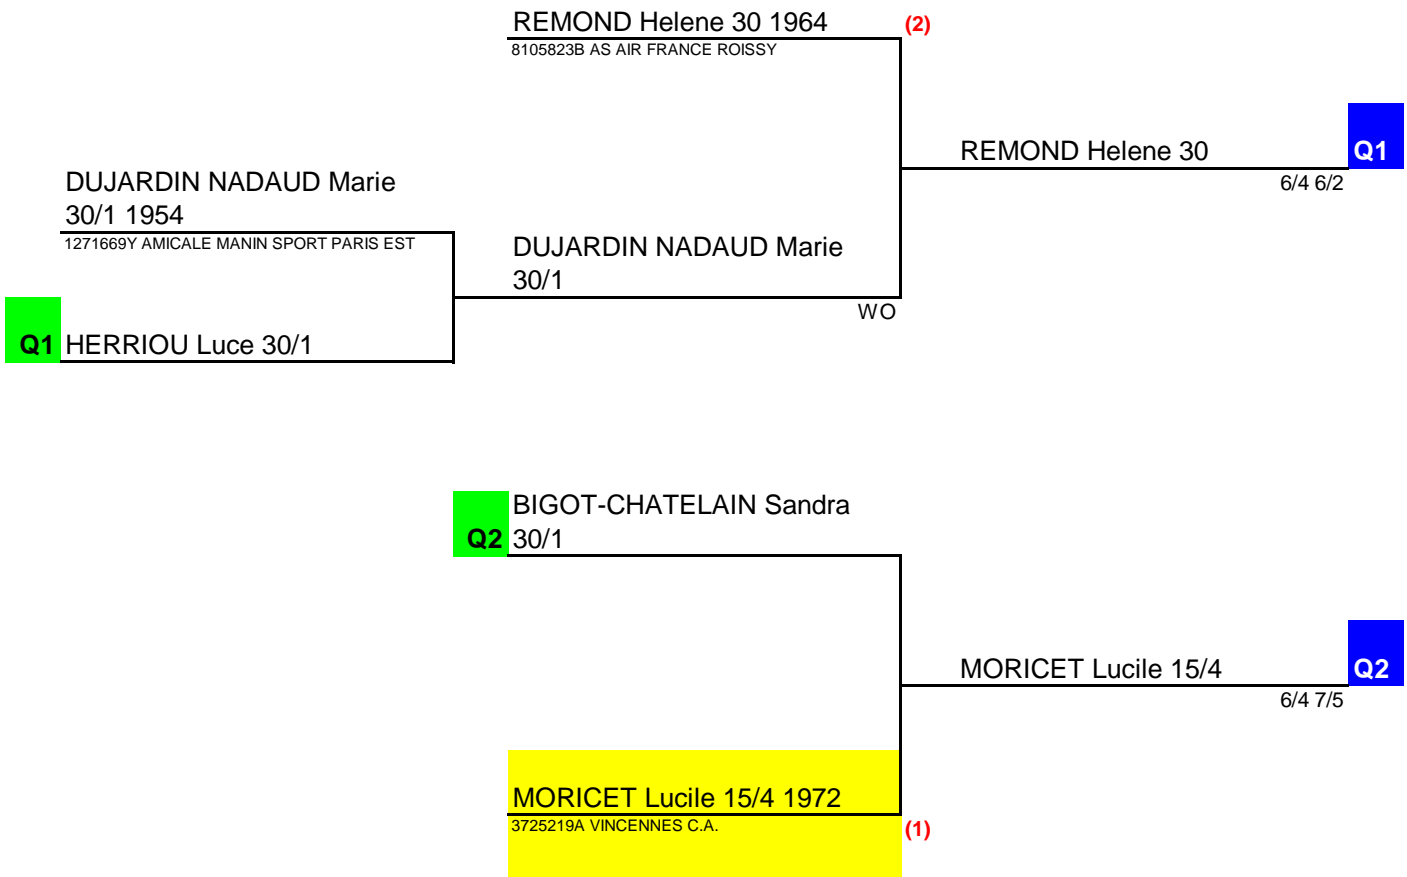 REMOND Helene 30 1964
(2)
8105823B AS AIR FRANCE ROISSY
REMOND Helene 30
Q1
6/4 6/2
DUJARDIN NADAUD Marie
30/1 1954
1271669Y AMICALE MANIN SPORT PARIS EST
DUJARDIN NADAUD Marie
30/1
WO
Q1 HERRIOU Luce 30/1
BIGOT-CHATELAIN Sandra
Q2 30/1
MORICET Lucile 15/4
Q2
6/4 7/5
MORICET Lucile 15/4 1972
3725219A VINCENNES C.A.
(1)